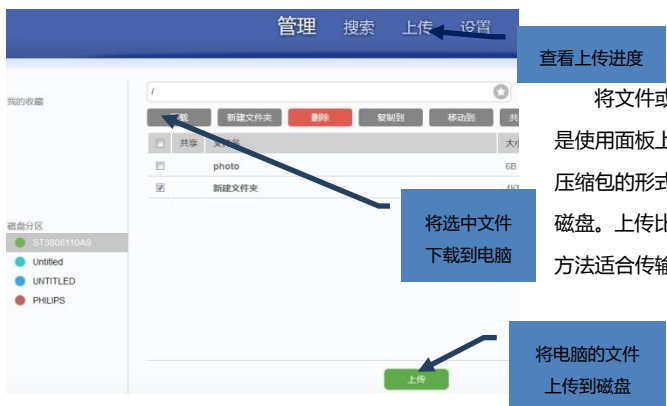 管理 搜索 上传 设置
查看上传进度
我的收藏
/
新建文件夹 删除 复制到 移动到
共享 文件名
photo 6B
新建文件夹
磁盘分区
ST3808110AS
Untitled
UNTITLED
PHILIPS
将选中文件
下载到电脑
上传
将电脑的文件
上传到磁盘
将文件或
是使用面板上
压缩包的形式
磁盘。上传比
方法适合传输